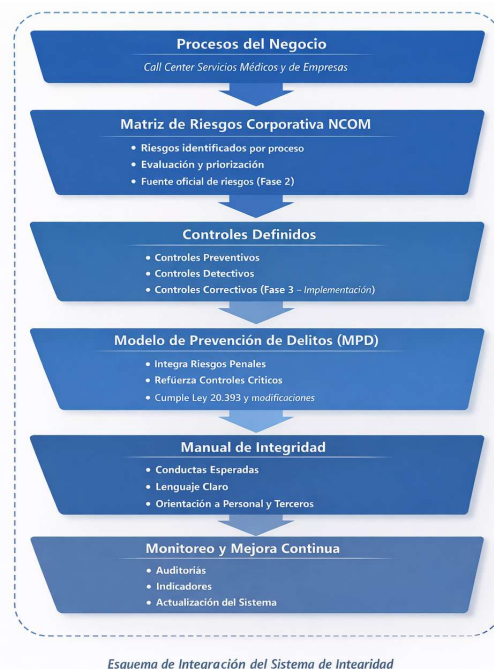 Procesos del Negocio
Call Center Servicios Médicos y de Empresas
Matriz de Riesgos Corporativa NCOM
• Riesgos identificados por proceso
• Evaluación y priorización
• Fuente oficial de riesgos (Fase 2)
Controles Definidos
• Controles Preventivos
• Controles Detectivos
• Controles Correctivos (Fase 3 – Implementación)
Modelo de Prevención de Delitos (MPD)
• Integra Riesgos Penales
• Refüerza Controles Criticos
• Cumple Ley 20.393 y modificaciones
Manual de Integridad
• Conductas Esperadas
• Lenguaje Claro
• Orientación a Personal y Terceros
Monitoreo y Mejora Continua
• Auditorías
• Indicadores
• Actualización del Sistema
Esquema de Integración del Sistema de Integridad